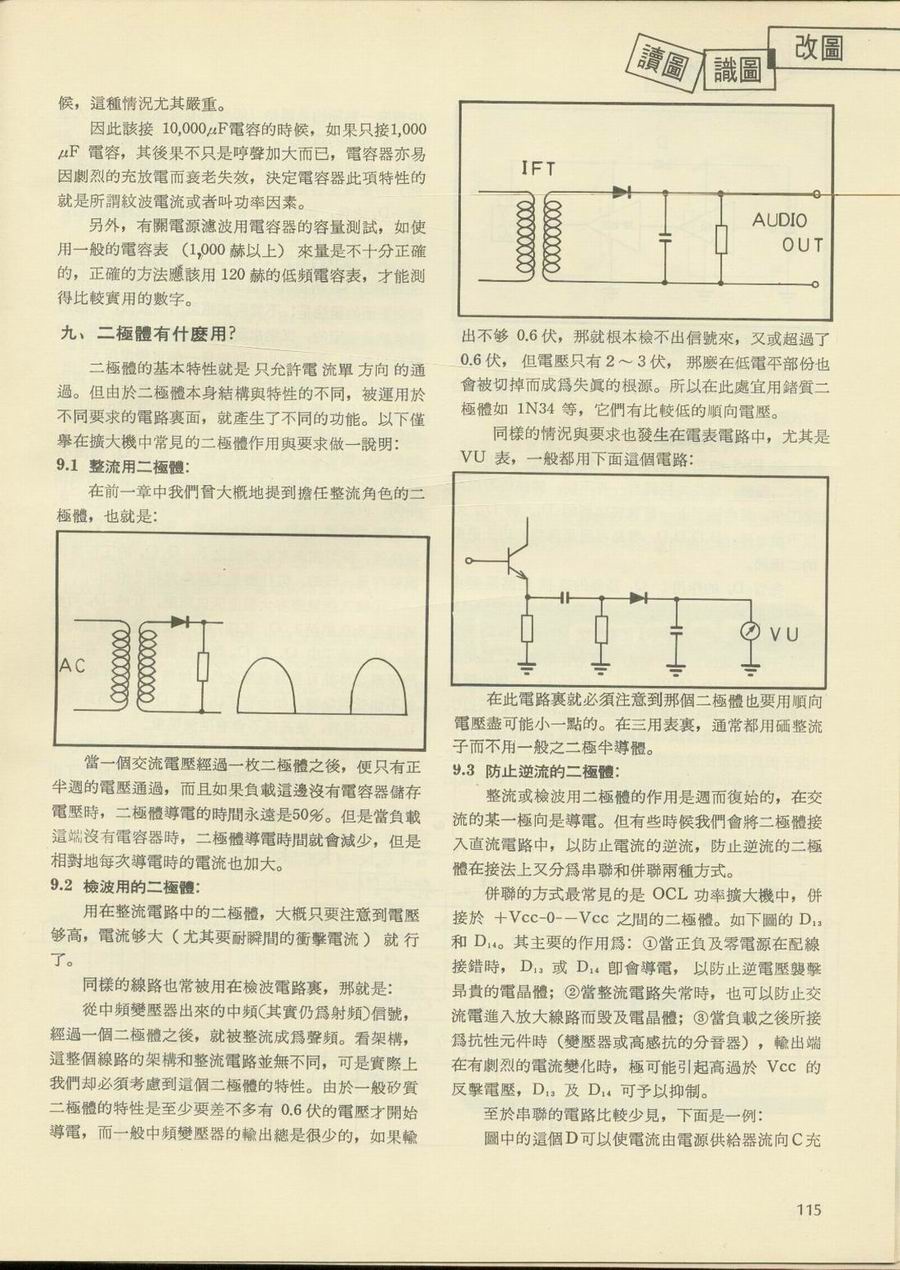 讀圖
識圖
改圖
候，這種情況尤其嚴重。
因此該接 10,000μF電容的時候，如果只接1,000
μF 電容，其後果不只是哼聲加大而已，電容器亦易
因劇烈的充放電而衰老失效，決定電容器此項特性的
就是所謂紋波電流或者叫功率因素。
另外，有關電源濾波用電容器的容量測試，如使
用一般的電容表 （1,000 赫以上） 來量是不十分正確
的，正確的方法應該用 120 赫的低頻電容表，才能測
得比較實用的數字。
九、二極體有什麼用?
二極體的基本特性就是 只允許電 流單 方向 的通
過。但由於二極體本身結構與特性的不同，被運用於
不同要求的電路裏面，就產生了不同的功能。以下僅
舉在擴大機中常見的二極體作用與要求做一說明：
9.1 整流用二極體：
在前一章中我們曾大概地提到擔任整流角色的二
極體，也就是：
AC
當一個交流電壓經過一枚二極體之後，便只有正
半週的電壓通過，而且如果負載這邊沒有電容器儲存
電壓時，二極體導電的時間永遠是50%。但是當負載
這端沒有電容器時，二極體導電時間就會減少，但是
相對地每次導電時的電流也加大。
9.2 檢波用的二極體：
用在整流電路中的二極體，大概只要注意到電壓
够高，電流够大（尤其要耐瞬間的衝擊電流） 就 行
了。
同樣的線路也常被用在檢波電路裏，那就是：
從中頻變壓器出來的中頻(其實仍爲射頻)信號，
經過一個二極體之後，就被整流成爲聲頻。看架構，
這整個線路的架構和整流電路並無不同，可是實際上
我們却必須考慮到這個二極體的特性。由於一般矽質
二極體的特性是至少要差不多有 0.6 伏的電壓才開始
導電，而一般中頻變壓器的輸出總是很少的，如果輸
IFT
AUDIO
OUT
出不够 0.6 伏，那就根本檢不出信號來，又或超過了
0.6 伏， 但電壓只有 2 ～ 3 伏， 那麼在低電平部份也
會被切掉而成爲失眞的根源。所以在此處宜用鍺質二
極體如 1N34 等，它們有比較低的順向電壓。
同樣的情況與要求也發生在電表電路中，尤其是
VU 表，一般都用下面這個電路：
VU
在此電路裏就必須注意到那個二極體也要用順向
電壓盡可能小一點的。在三用表裏，通常都用硒整流
子而不用一般之二極半導體。
9.3 防止逆流的二極體：
整流或檢波用二極體的作用是週而復始的，在交
流的某一極向是導電。但有些時候我們會將二極體接
入直流電路中，以防止電流的逆流，防止逆流的二極
體在接法上又分爲串聯和併聯兩種方式。
併聯的方式最常見的是 OCL 功率擴大機中，併
接於 +Vcc-0-—Vcc 之間的二極體。如下圖的 D₁₃
和 D₁₄。其主要的作用爲：①當正負及零電源在配線
接錯時， D₁₃ 或 D₁₄ 卽會導電， 以防止逆電壓襲擊
昻貴的電晶體；②當整流電路失常時，也可以防止交
流電進入放大線路而毀及電晶體；③當負載之後所接
爲抗性元件時（變壓器或高感抗的分音器），輸出端
在有劇烈的電流變化時，極可能引起高過於 Vcc 的
反擊電壓，D₁₃ 及 D₁₄ 可予以抑制。
至於串聯的電路比較少見，下面是一例：
圖中的這個D可以使電流由電源供給器流向C充
115